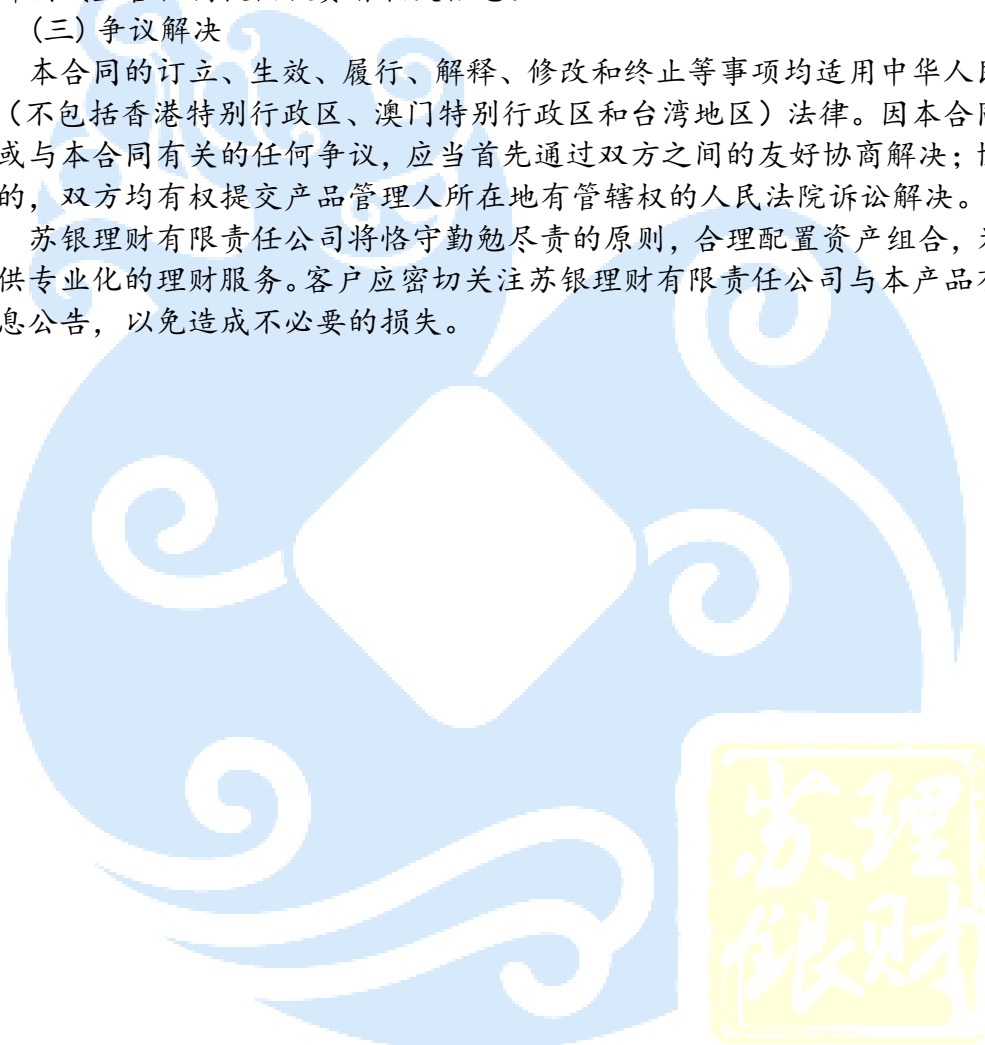 (三)争议解决
本合同的订立、生效、履行、解释、修改和终止等事项均适用中华人民
（不包括香港特别行政区、澳门特别行政区和台湾地区）法律。因本合同
或与本合同有关的任何争议，应当首先通过双方之间的友好协商解决；协
的，双方均有权提交产品管理人所在地有管辖权的人民法院诉讼解决。
苏银理财有限责任公司将恪守勤勉尽责的原则，合理配置资产组合，为
供专业化的理财服务。客户应密切关注苏银理财有限责任公司与本产品有
息公告，以免造成不必要的损失。
苏银
理财